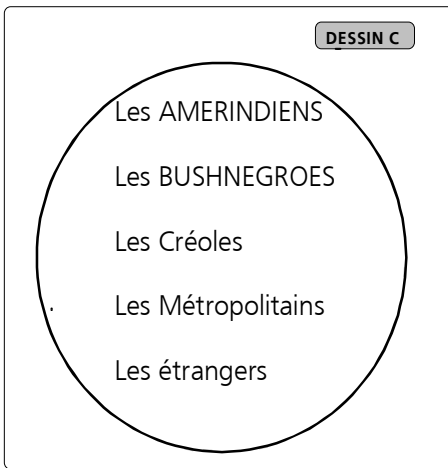 DESSIN C
Les AMERINDIENS
Les BUSHNEGROES
Les Créoles
Les Métropolitains
Les étrangers